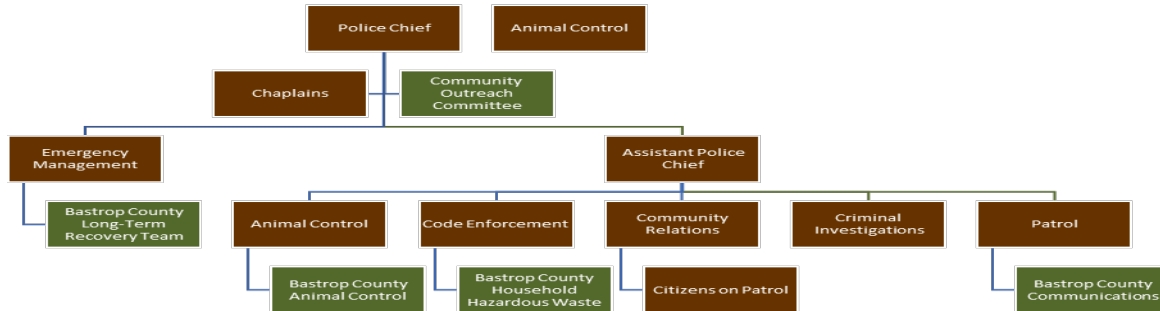 Police Chief
Animal Control
Chaplains
Community
Outreach
Committee
Emergency
Management
Assistant Police
Chief
Bastrop County
Long-Term
Recovery Team
Animal Control
Code Enforcement
Community
Relations
Criminal
Investigations
Patrol
Bastrop County
Animal Control
Bastrop County
Household
Hazardous Waste
Citizens on Patrol
Bastrop County
Communications